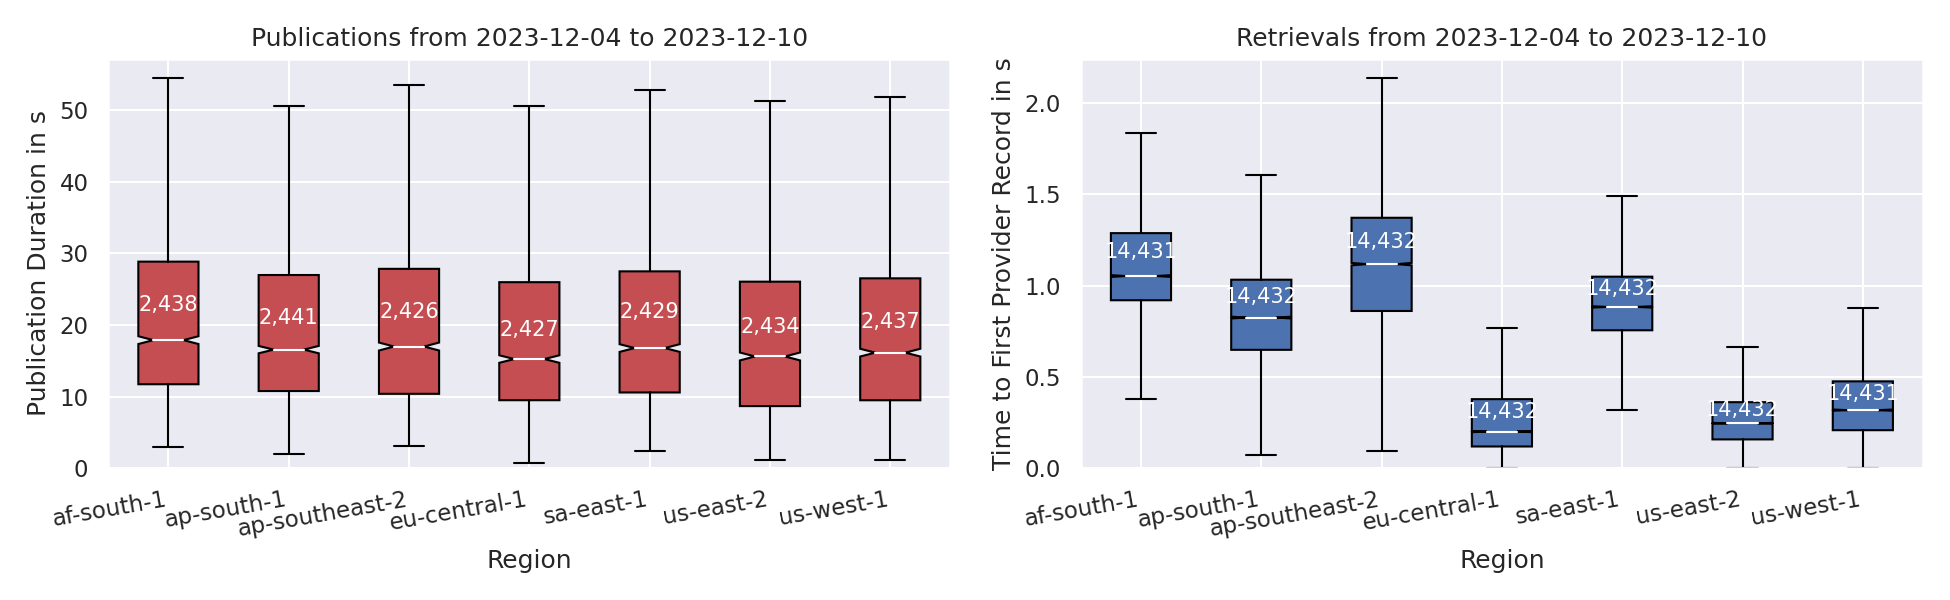 Publications from 2023-12-04 to 2023-12-10
Publication Duration in s
50
40
30
20
10
0
2,438
2,441
2,426
2,427
2,429
2,434
2,437
af-south-1
ap-south-1
ap-southeast-2
eu-central-1
sa-east-1
us-east-2
us-west-1
Region
Retrievals from 2023-12-04 to 2023-12-10
Time to First Provider Record in s
2.0
1.5
1.0
0.5
0.0
14,431
14,432
14,432
14,432
14,432
14,432
14,431
af-south-1
ap-south-1
ap-southeast-2
eu-central-1
sa-east-1
us-east-2
us-west-1
Region